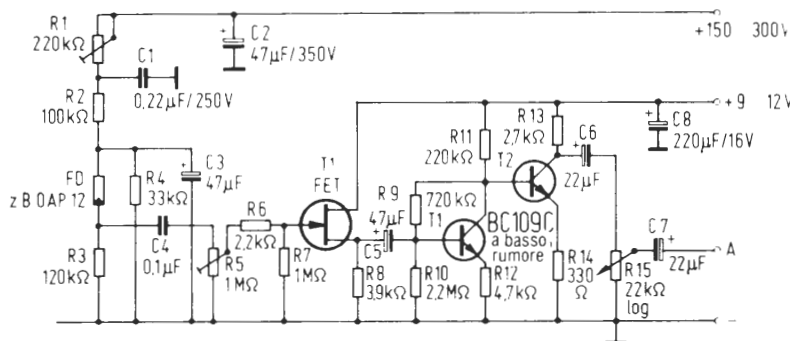 R1
220kΩ
+
C2
47µF/350V
+150 300V
C1
0,22µF/250V
R2
100kΩ
+9 12V
R13
2,7kΩ
C6
+
22µF
+
C8
220µF/16V
R11
220kΩ
T2
FD
z B OAP 12
R4
33kΩ
+
C3
47µF
T1
FET
R9
720kΩ
47µF
+
C5
T1
BC109C
a basso
rumore
R6
2,2kΩ
C4
0,1µF
R3
120kΩ
R5
1MΩ
R7
1MΩ
R8
3,9kΩ
R10
2,2MΩ
R12
4,7kΩ
R14
330
Ω
R15
22kΩ
log
C7
+
22µF
A
–